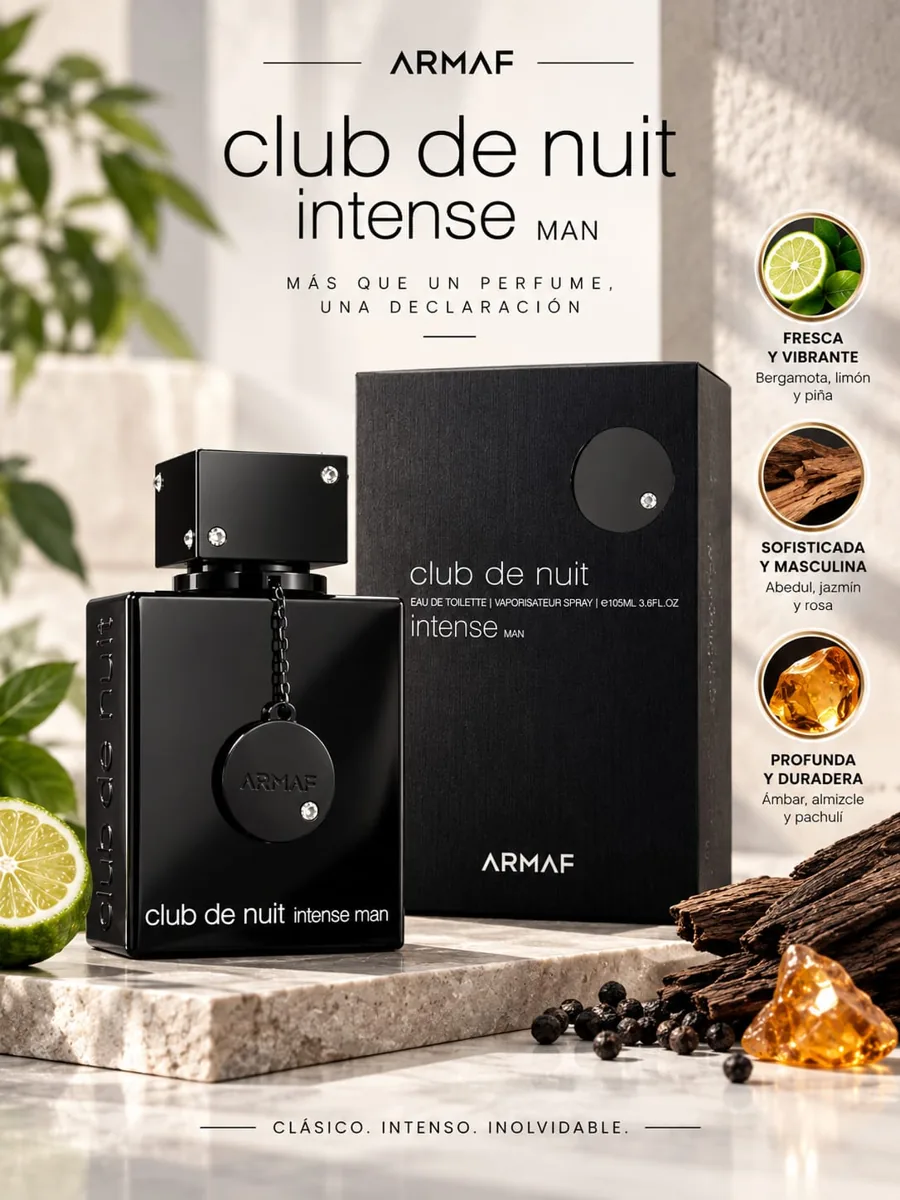 ARMAF
club de nuit
intense MAN
MÁS QUE UN PERFUME,
UNA DECLARACIÓN
FRESCA
Y VIBRANTE
Bergamota, limón
y piña
SOFISTICADA
Y MASCULINA
Abedul, jazmín
y rosa
PROFUNDA
Y DURADERA
Ámbar, almizcle
y pachulí
club de nuit
EAU DE TOILETTE | VAPORISATEUR SPRAY | e105ML 3.6FL.OZ
intense MAN
ARMAF
club de nuit
ARMAF
club de nuit intense man
CLÁSICO. INTENSO. INOLVIDABLE.